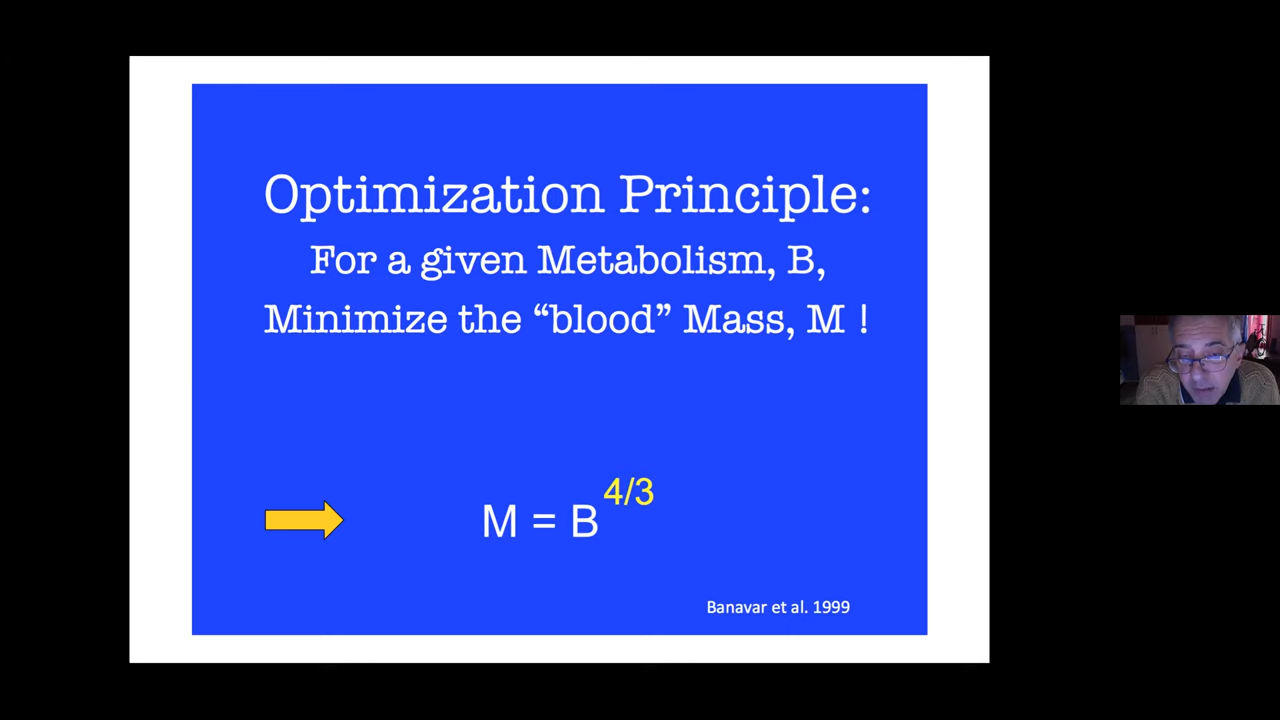 Optimization Principle:
For a given Metabolism, B,
Minimize the “blood” Mass, M !
M = B^4/3
Banavar et al. 1999